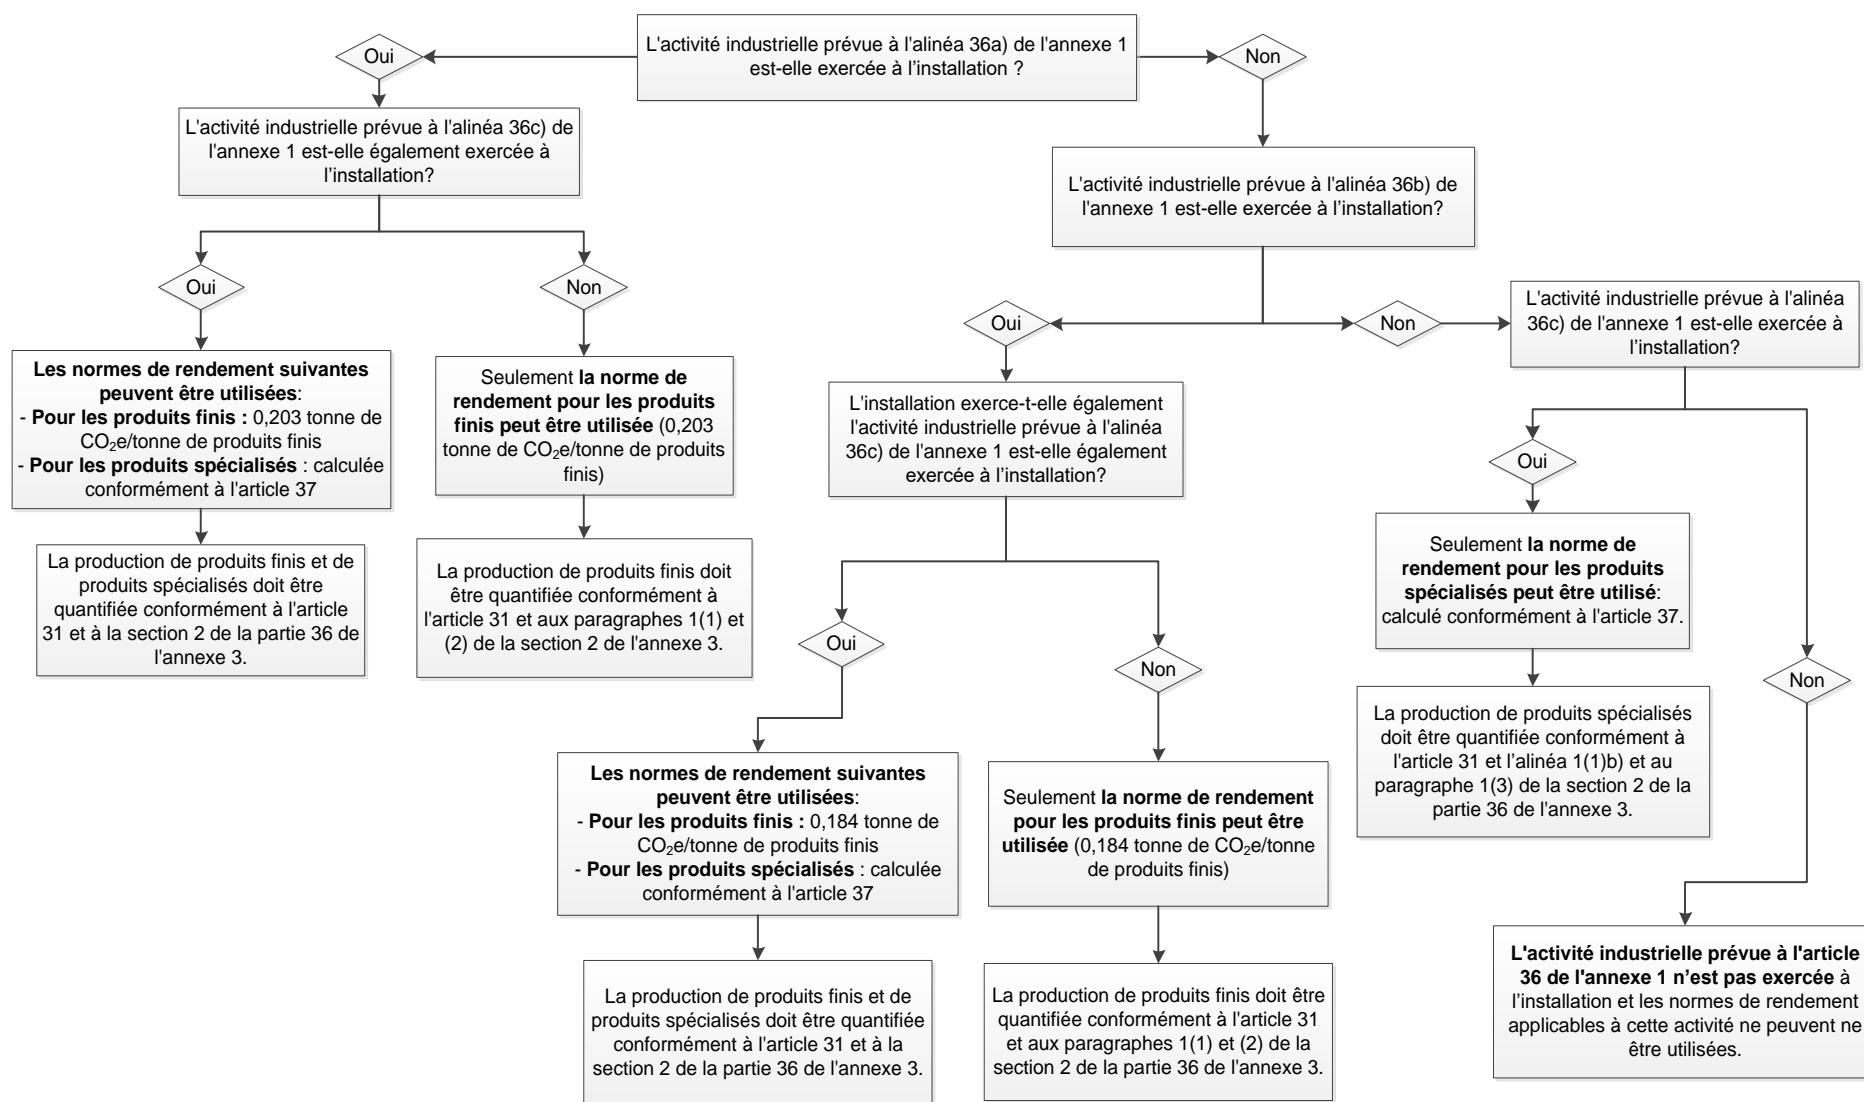 L'activité industrielle prévue à l'alinéa 36a) de l'annexe 1
est-elle exercée à l'installation ?
Oui
Non
L'activité industrielle prévue à l'alinéa 36c) de
l'annexe 1 est-elle également exercée à
l'installation?
L'activité industrielle prévue à l'alinéa 36b) de
l'annexe 1 est-elle exercée à l'installation?
Oui
Non
Oui
Non
L'activité industrielle prévue à l'alinéa
36c) de l'annexe 1 est-elle exercée à
l'installation?
Les normes de rendement suivantes
peuvent être utilisées:
- Pour les produits finis : 0,203 tonne de
CO₂e/tonne de produits finis
- Pour les produits spécialisés : calculée
conformément à l'article 37
Seulement la norme de
rendement pour les produits
finis peut être utilisée (0,203
tonne de CO₂e/tonne de produits
finis)
L'installation exerce-t-elle également
l'activité industrielle prévue à l'alinéa
36c) de l'annexe 1 est-elle également
exercée à l'installation?
Oui
Seulement la norme de
rendement pour les produits
spécialisés peut être utilisé:
calculé conformément à l'article 37.
La production de produits finis et de
produits spécialisés doit être
quantifiée conformément à l'article
31 et à la section 2 de la partie 36 de
l'annexe 3.
La production de produits finis doit
être quantifiée conformément à
l'article 31 et aux paragraphes 1(1) et
(2) de la section 2 de l'annexe 3.
Oui
Non
Non
La production de produits spécialisés
doit être quantifiée conformément à
l'article 31 et l'alinéa 1(1)b) et au
paragraphe 1(3) de la section 2 de la
partie 36 de l'annexe 3.
Les normes de rendement suivantes
peuvent être utilisées:
- Pour les produits finis : 0,184 tonne de
CO₂e/tonne de produits finis
- Pour les produits spécialisés : calculée
conformément à l'article 37
Seulement la norme de rendement
pour les produits finis peut être
utilisée (0,184 tonne de CO₂e/tonne
de produits finis)
La production de produits finis et de
produits spécialisés doit être quantifiée
conformément à l'article 31 et à la
section 2 de la partie 36 de l'annexe 3.
La production de produits finis doit être
quantifiée conformément à l'article 31
et aux paragraphes 1(1) et (2) de la
section 2 de la partie 36 de l'annexe 3.
L'activité industrielle prévue à l'article
36 de l'annexe 1 n'est pas exercée à
l'installation et les normes de rendement
applicables à cette activité ne peuvent ne
être utilisées.